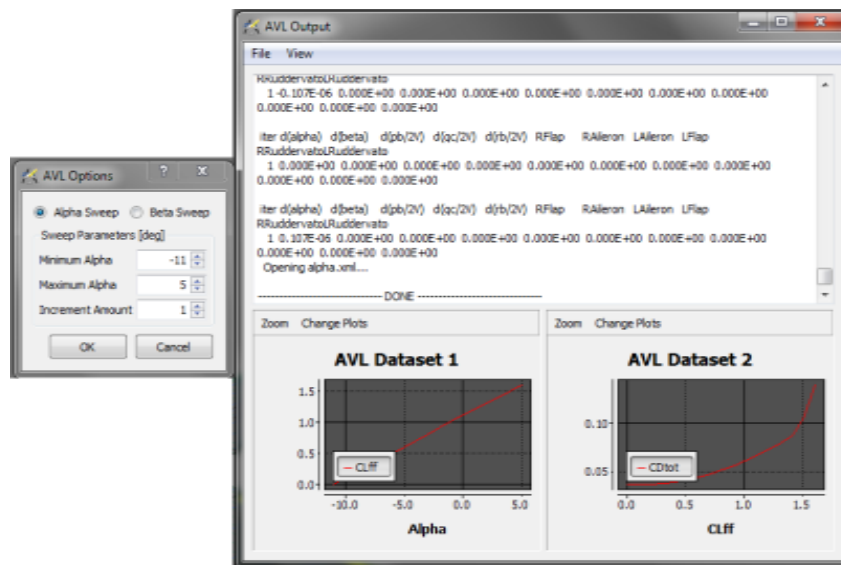 AVL Options
Alpha Sweep Beta Sweep
Sweep Parameters [deg]
Minimum Alpha -11
Maximum Alpha 5
Increment Amount 1
OK Cancel
AVL Output
File View
RRuddervatoLRuddervato
1 -0.107E-06 0.000E+00 0.000E+00 0.000E+00 0.000E+00 0.000E+00 0.000E+00 0.000E+00
0.000E+00 0.000E+00
iter d(alpha) d(beta) d(pb/2V) d(qc/2V) d(rb/2V) RFlap RAileron LAileron LFlap
RRuddervatoLRuddervato
1 0.000E+00 0.000E+00 0.000E+00 0.000E+00 0.000E+00 0.000E+00 0.000E+00 0.000E+00
0.000E+00 0.000E+00
iter d(alpha) d(beta) d(pb/2V) d(qc/2V) d(rb/2V) RFlap RAileron LAileron LFlap
RRuddervatoLRuddervato
1 0.107E-06 0.000E+00 0.000E+00 0.000E+00 0.000E+00 0.000E+00 0.000E+00 0.000E+00
0.000E+00 0.000E+00
Opening alpha.xml....
------------------------------ DONE ------------------------------
Zoom Change Plots
AVL Dataset 1
1.5
1.0
0.5
0.0
CLff
-10.0 -5.0 0.0 5.0
Alpha
Zoom Change Plots
AVL Dataset 2
0.10
0.05
CDtot
0.0 0.5 1.0 1.5
CLff